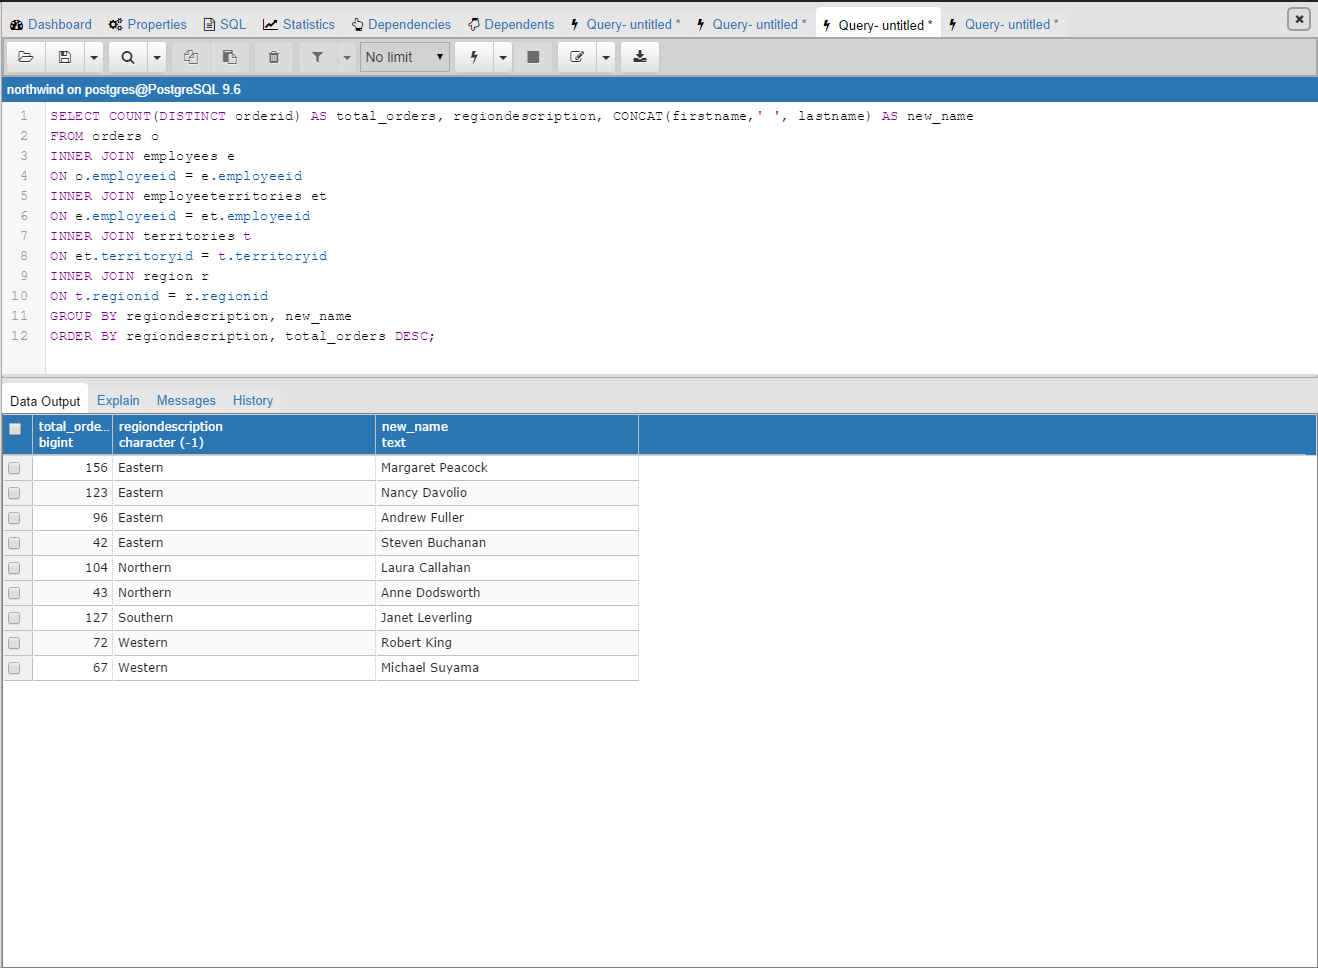 Dashboard Properties SQL Statistics Dependencies Dependents Query- untitled * Query- untitled * Query- untitled * Query- untitled *
No limit
northwind on postgres@PostgreSQL 9.6
1 SELECT COUNT(DISTINCT orderid) AS total_orders, regiondescription, CONCAT(firstname,' ', lastname) AS new_name
2 FROM orders o
3 INNER JOIN employees e
4 ON o.employeeid = e.employeeid
5 INNER JOIN employeeterritories et
6 ON e.employeeid = et.employeeid
7 INNER JOIN territories t
8 ON et.territoryid = t.territoryid
9 INNER JOIN region r
10 ON t.regionid = r.regionid
11 GROUP BY regiondescription, new_name
12 ORDER BY regiondescription, total_orders DESC;
Data Output Explain Messages History
total_orde... regiondescription new_name
bigint character (-1) text
156 Eastern Margaret Peacock
123 Eastern Nancy Davolio
96 Eastern Andrew Fuller
42 Eastern Steven Buchanan
104 Northern Laura Callahan
43 Northern Anne Dodsworth
127 Southern Janet Leverling
72 Western Robert King
67 Western Michael Suyama